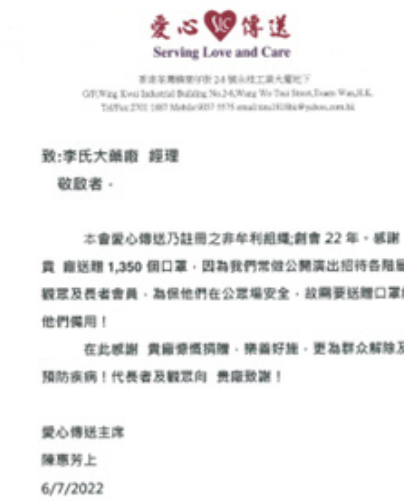 愛心傳送
SLC
Serving Love and Care
致:李氏大藥廠 經理
敬啟者。
本會愛心傳送乃註冊之非牟利組織;創會 22 年。感謝
貴 廠送贈 1,350 個口罩。因為我們常做公開演出招待各階層
觀眾及長者會員。為保他們在公眾場安全。故需要送贈口罩
他們備用!
在此感謝 貴廠慷慨捐贈。樂善好施。更為群众解除及
預防疾病!代長者及觀眾向 貴廠致謝!
愛心傳送主席
陳惠芳上
6/7/2022